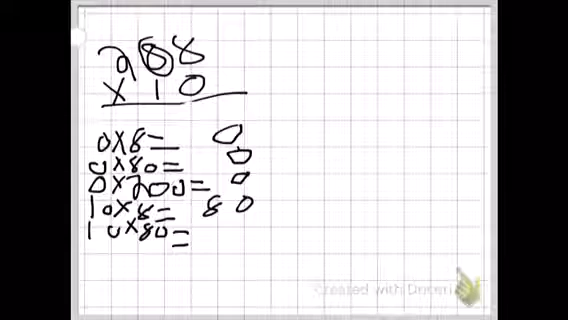 288
x 10
0x8= 0
0x80= 0
0x200= 0
10x8= 80
10x80=
Created with Doceri